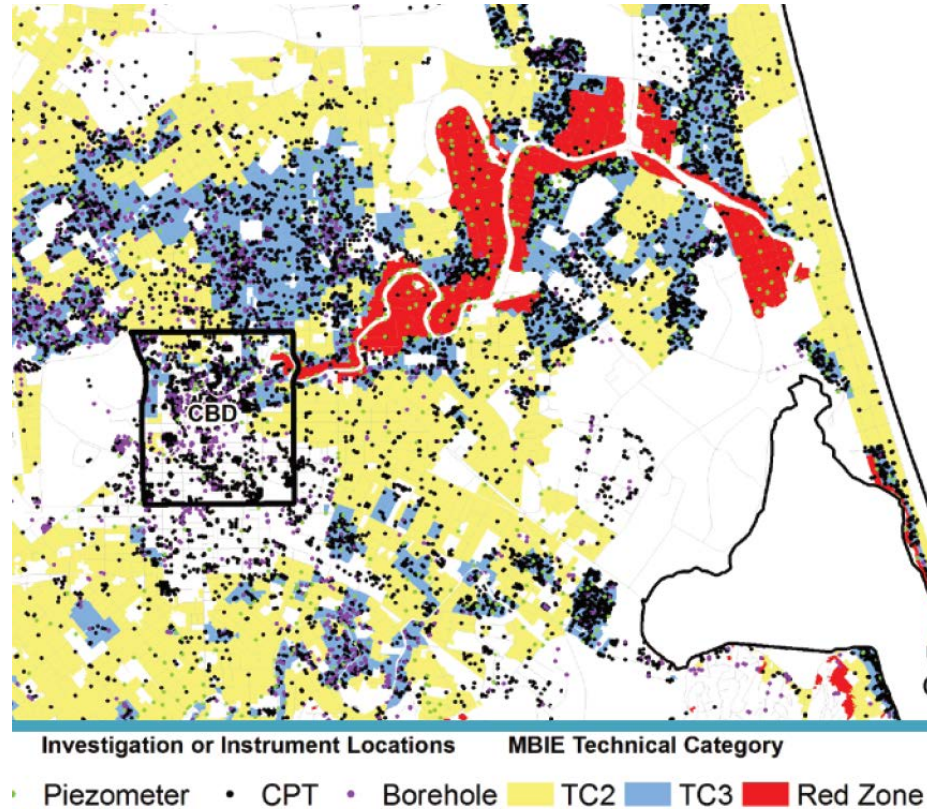 CBD
Investigation or Instrument Locations MBIE Technical Category
Piezometer CPT Borehole TC2 TC3 Red Zone